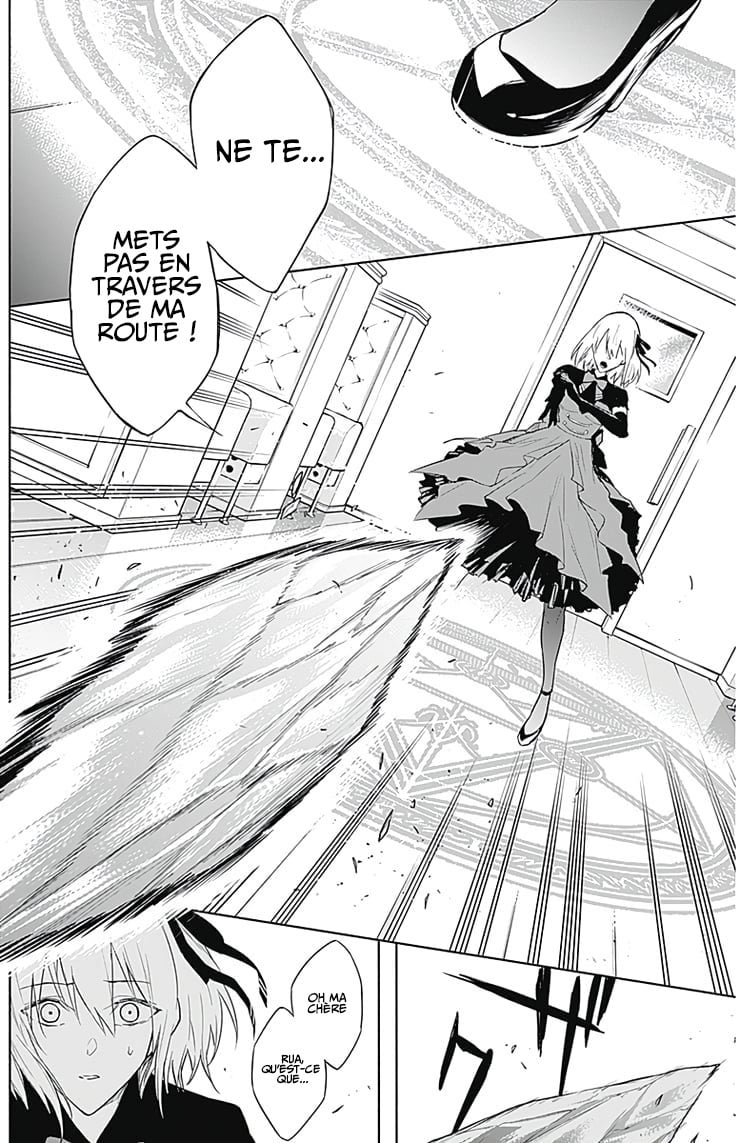 NE TE...
METS
PAS EN
TRAVERS
DE MA
ROUTE !
OH MA
CHÈRE
RUA,
QU'EST-CE
QUE...